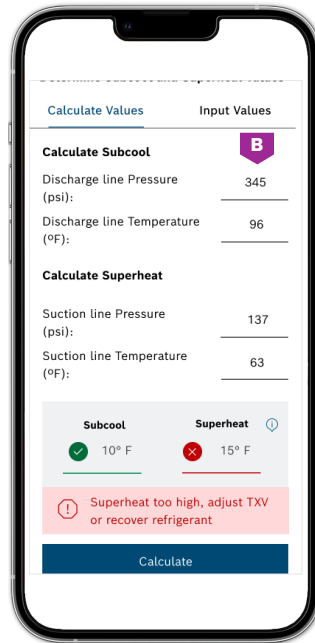 Calculate Values Input Values
B
Calculate Subcool
Discharge line Pressure
(psi):
345
Discharge line Temperature
(ºF):
96
Calculate Superheat
Suction line Pressure
(psi):
137
Suction line Temperature
(ºF):
63
Subcool Superheat
10° F 15° F
Superheat too high, adjust TXV
or recover refrigerant
Calculate